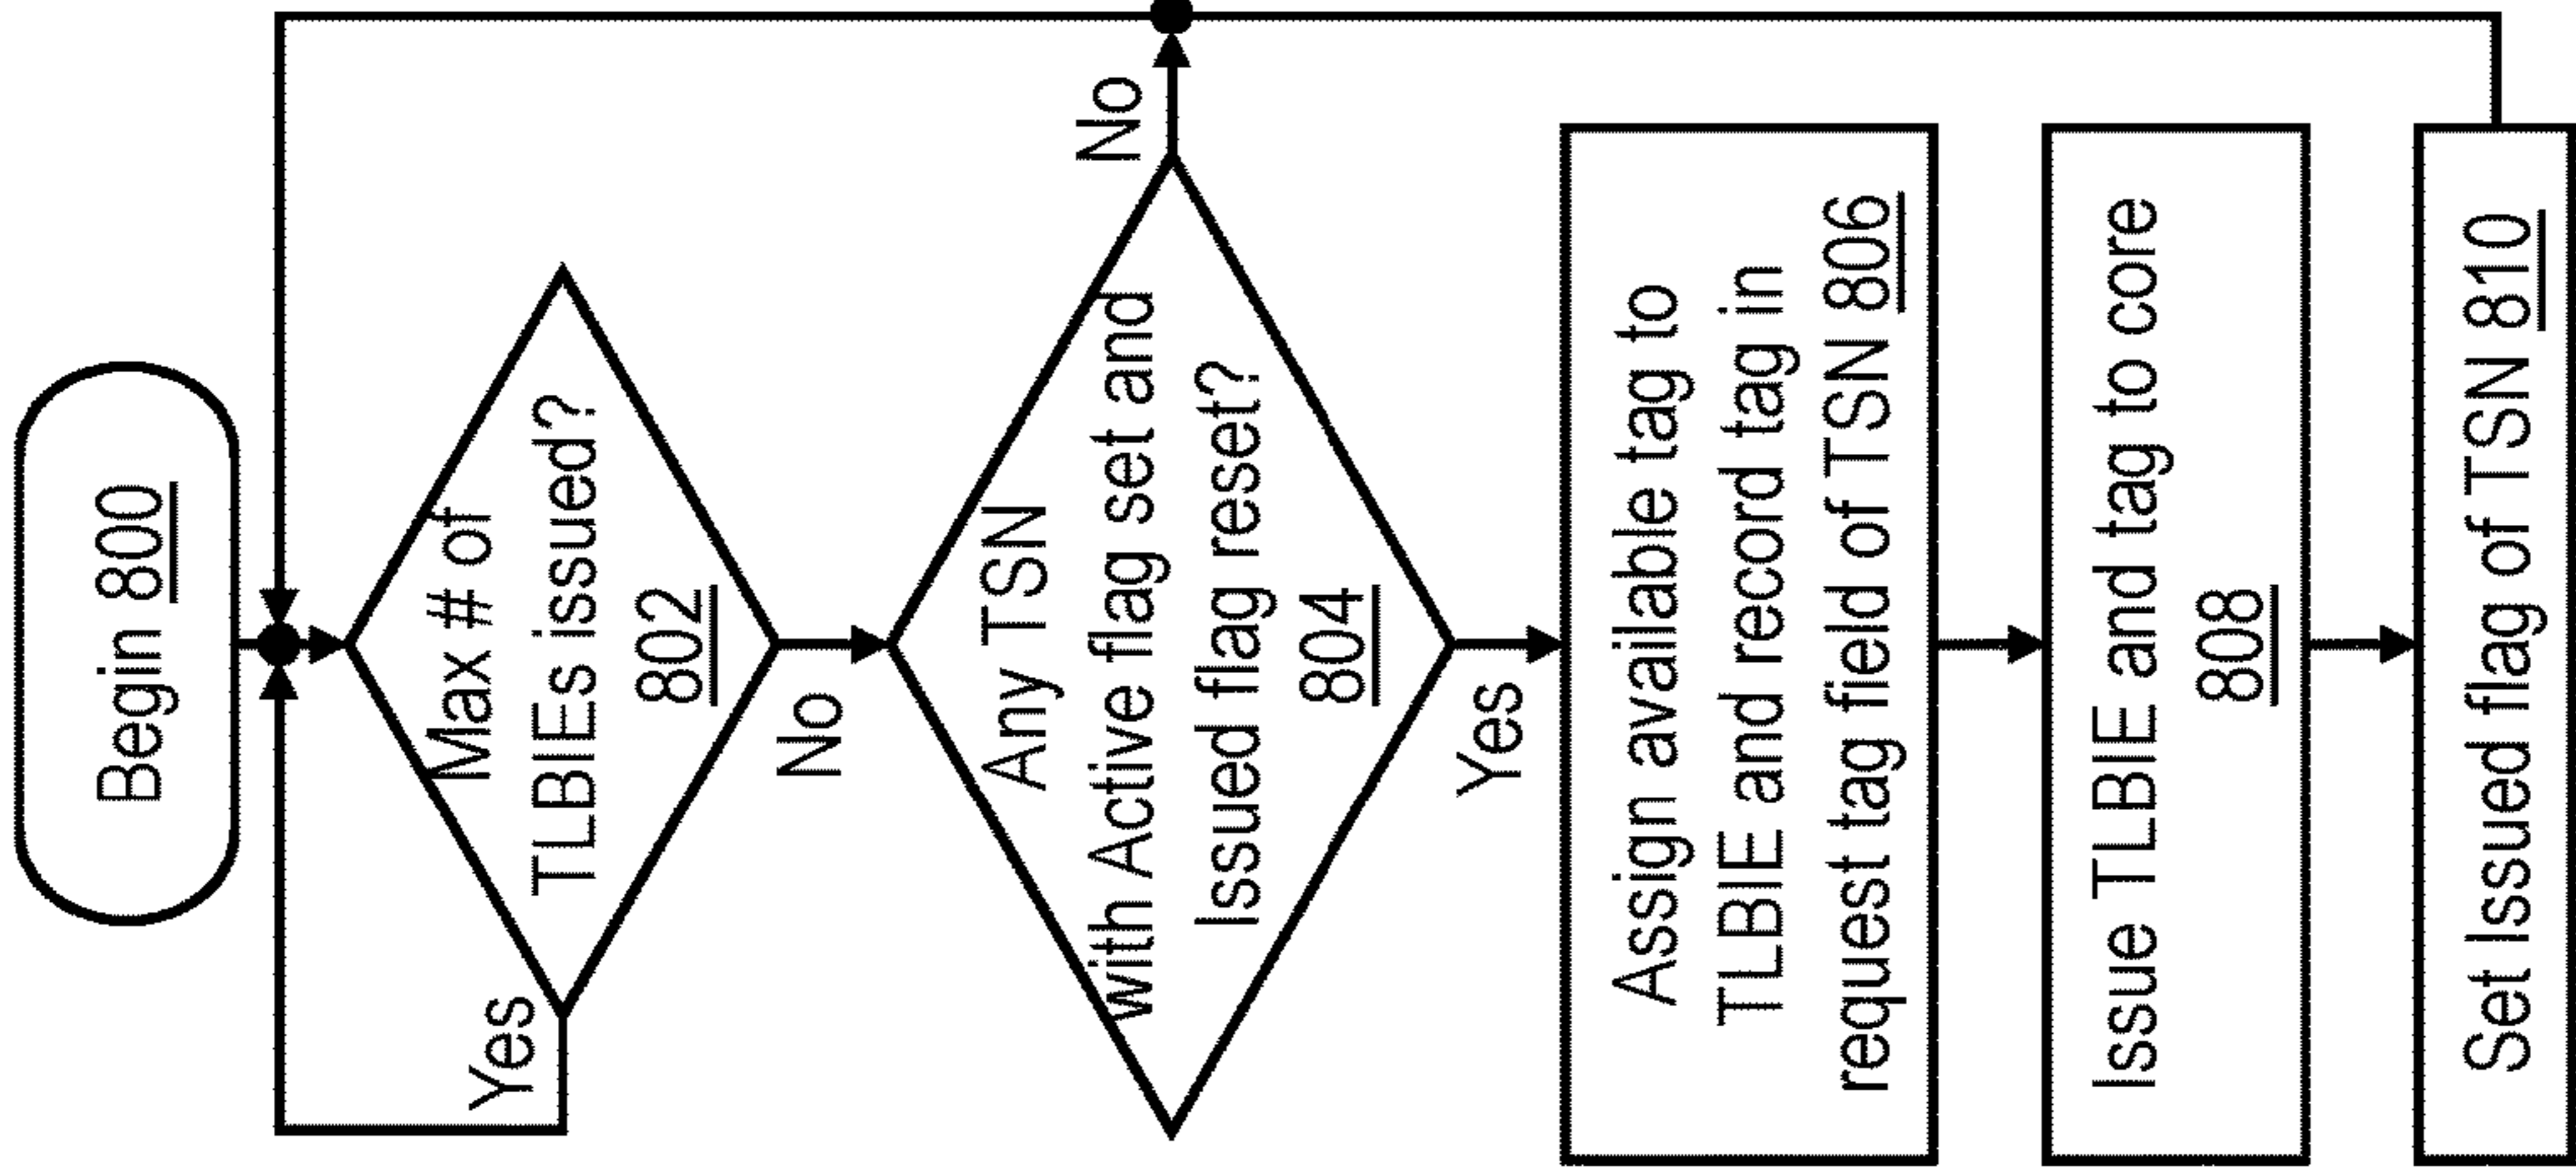 Begin 800
Max # of
TLBIEs issued?
802
Yes
No
Any TSN
with Active flag set and
Issued flag reset?
804
No
Yes
Assign available tag to
TLBIE and record tag in
request tag field of TSN 806
Issue TLBIE and tag to core
808
Set Issued flag of TSN 810